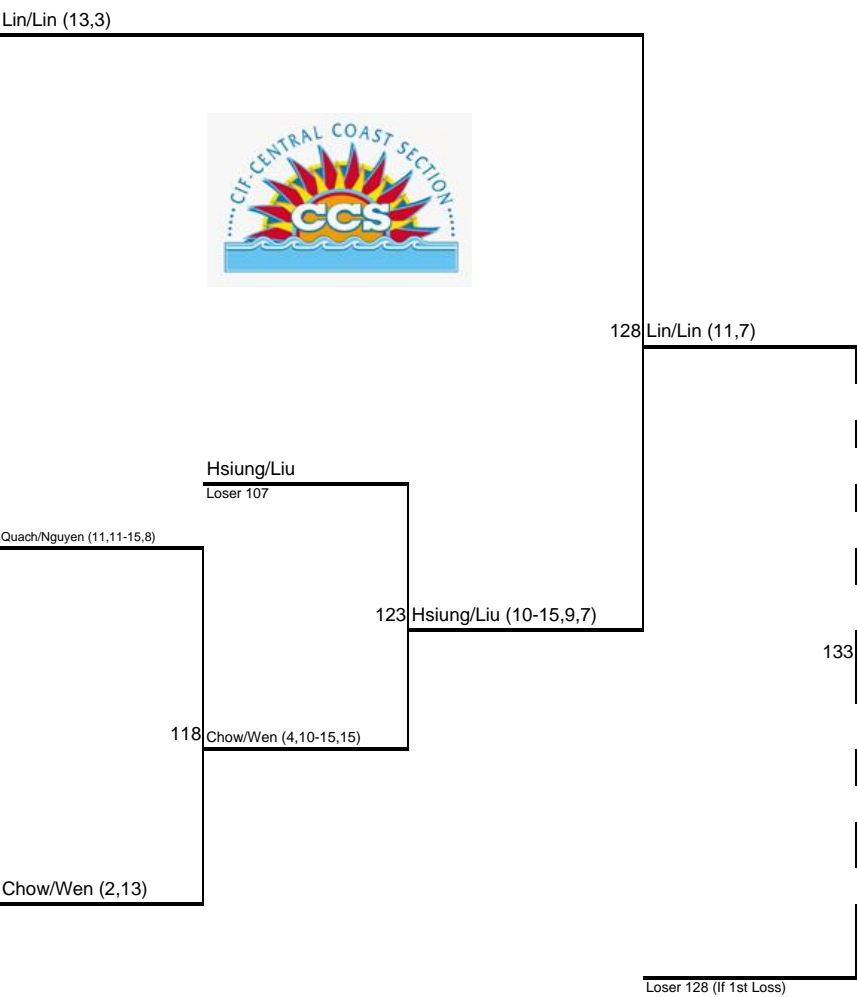 Lin/Lin (13,3)
CIF-CENTRAL COAST SECTION
CCS
128 Lin/Lin (11,7)
Hsiung/Liu
Loser 107
Quach/Nguyen (11,11-15,8)
123 Hsiung/Liu (10-15,9,7)
133
118 Chow/Wen (4,10-15,15)
Chow/Wen (2,13)
Loser 128 (If 1st Loss)